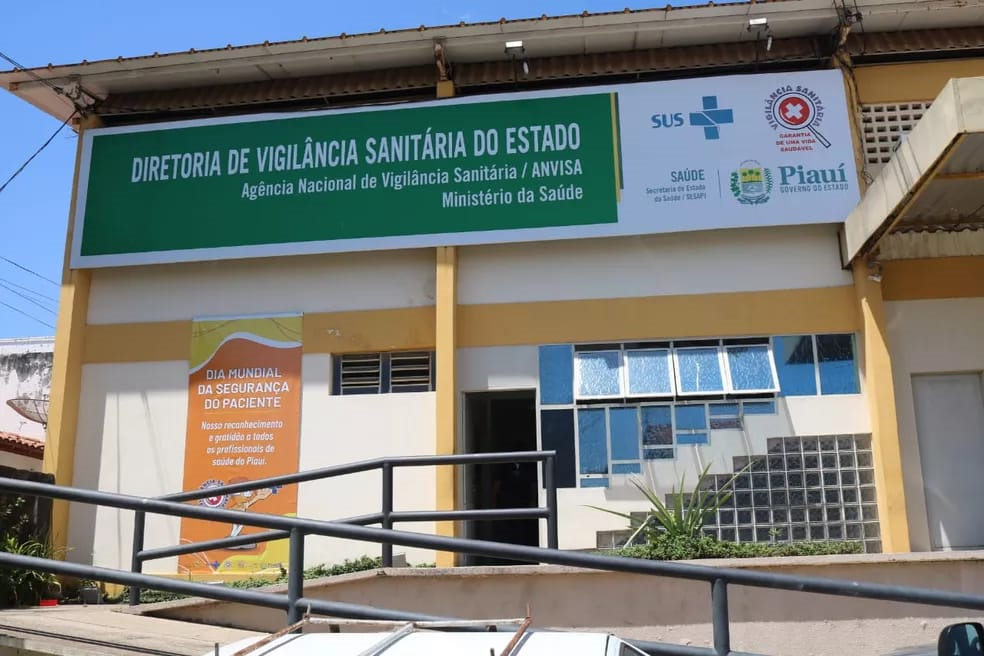 DIRETORIA DE VIGILÂNCIA SANITÁRIA DO ESTADO
Agência Nacional de Vigilância Sanitária / ANVISA
Ministério da Saúde
SUS
VIGILÂNCIA SANITÁRIA
GARANTIA
DE UMA VIDA
SAUDÁVEL
SAÚDE
Secretaria de Estado
da Saúde / SESAPI
Piauí
GOVERNO DO ESTADO
DIA MUNDIAL
DA SEGURANÇA
DO PACIENTE
Nosso reconhecimento
e gratidão a todos
os profissionais de
saúde do Piauí.